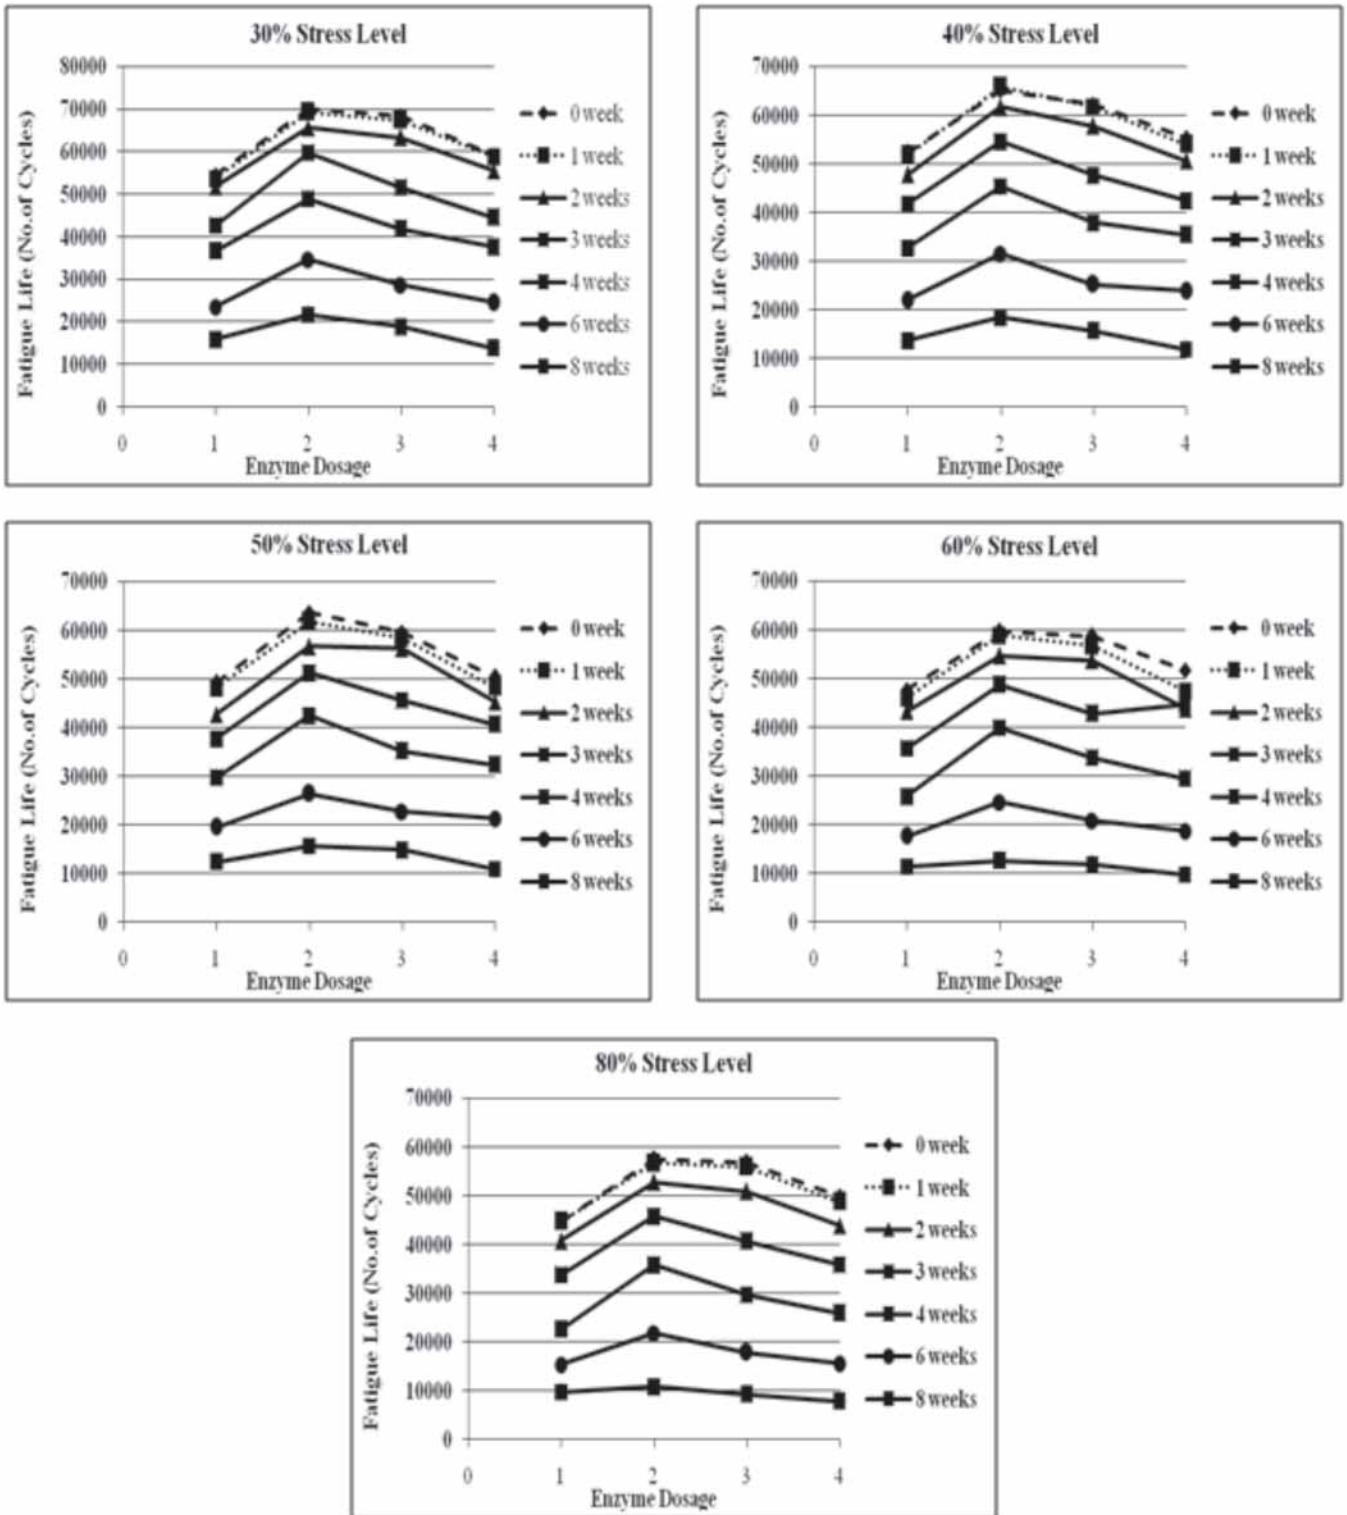 30% Stress Level
Fatigue Life (No.of Cycles)
80000
70000
60000
50000
40000
30000
20000
10000
0
0 1 2 3 4
Enzyme Dosage
0 week
1 week
2 weeks
3 weeks
4 weeks
6 weeks
8 weeks
40% Stress Level
Fatigue Life (No.of Cycles)
70000
60000
50000
40000
30000
20000
10000
0
0 1 2 3 4
Enzyme Dosage
0 week
1 week
2 weeks
3 weeks
4 weeks
6 weeks
8 weeks
50% Stress Level
Fatigue Life (No.of Cycles)
70000
60000
50000
40000
30000
20000
10000
0
0 1 2 3 4
Enzyme Dosage
0 week
1 week
2 weeks
3 weeks
4 weeks
6 weeks
8 weeks
60% Stress Level
Fatigue Life (No.of Cycles)
70000
60000
50000
40000
30000
20000
10000
0
0 1 2 3 4
Enzyme Dosage
0 week
1 week
2 weeks
3 weeks
4 weeks
6 weeks
8 weeks
80% Stress Level
Fatigue Life (No.of Cycles)
70000
60000
50000
40000
30000
20000
10000
0
0 1 2 3 4
Enzyme Dosage
0 week
1 week
2 weeks
3 weeks
4 weeks
6 weeks
8 weeks